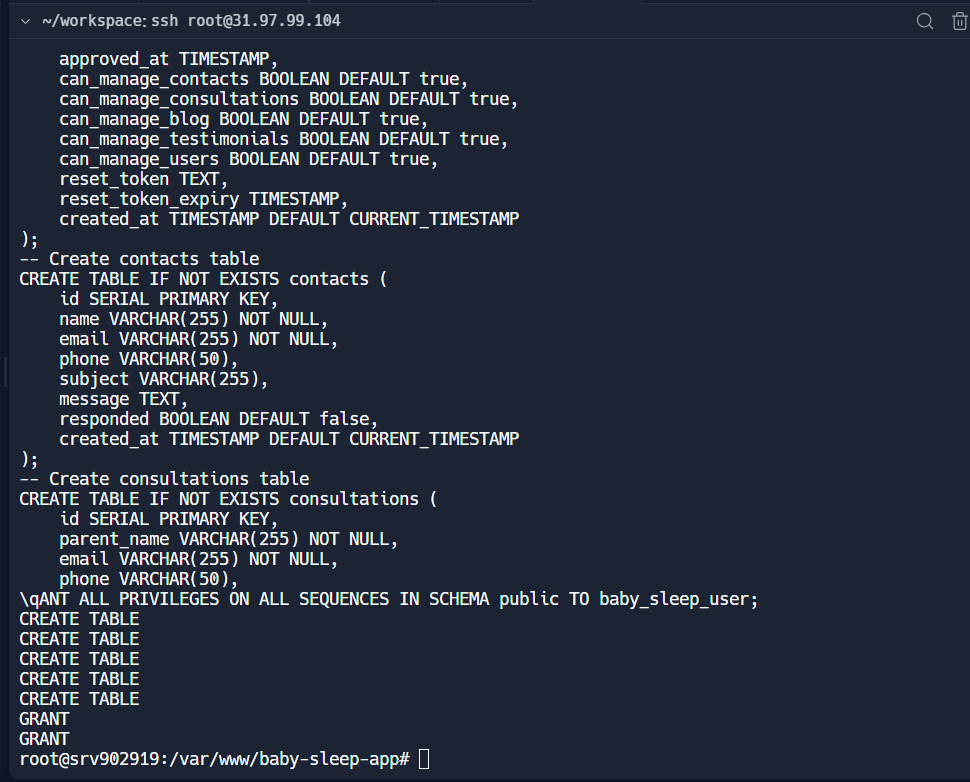 ~/workspace: ssh root@31.97.99.104
    approved_at TIMESTAMP,
    can_manage_contacts BOOLEAN DEFAULT true,
    can_manage_consultations BOOLEAN DEFAULT true,
    can_manage_blog BOOLEAN DEFAULT true,
    can_manage_testimonials BOOLEAN DEFAULT true,
    can_manage_users BOOLEAN DEFAULT true,
    reset_token TEXT,
    reset_token_expiry TIMESTAMP,
    created_at TIMESTAMP DEFAULT CURRENT_TIMESTAMP
);
-- Create contacts table
CREATE TABLE IF NOT EXISTS contacts (
    id SERIAL PRIMARY KEY,
    name VARCHAR(255) NOT NULL,
    email VARCHAR(255) NOT NULL,
    phone VARCHAR(50),
    subject VARCHAR(255),
    message TEXT,
    responded BOOLEAN DEFAULT false,
    created_at TIMESTAMP DEFAULT CURRENT_TIMESTAMP
);
-- Create consultations table
CREATE TABLE IF NOT EXISTS consultations (
    id SERIAL PRIMARY KEY,
    parent_name VARCHAR(255) NOT NULL,
    email VARCHAR(255) NOT NULL,
    phone VARCHAR(50),
\qANT ALL PRIVILEGES ON ALL SEQUENCES IN SCHEMA public TO baby_sleep_user;
CREATE TABLE
CREATE TABLE
CREATE TABLE
CREATE TABLE
CREATE TABLE
GRANT
GRANT
root@srv902919:/var/www/baby-sleep-app#